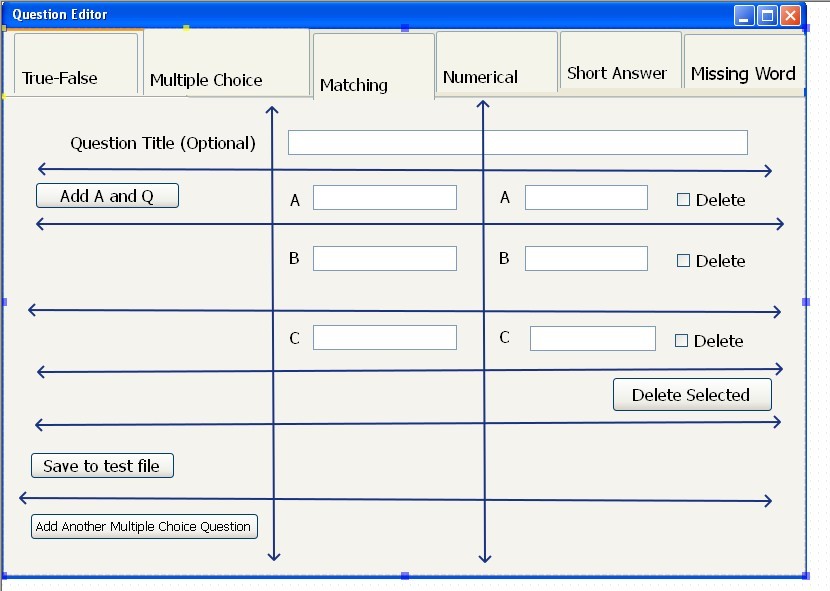 Question Editor
True-False Multiple Choice Matching Numerical Short Answer Missing Word
Question Title (Optional)
Add A and Q A A Delete
B B Delete
C C Delete
Delete Selected
Save to test file
Add Another Multiple Choice Question